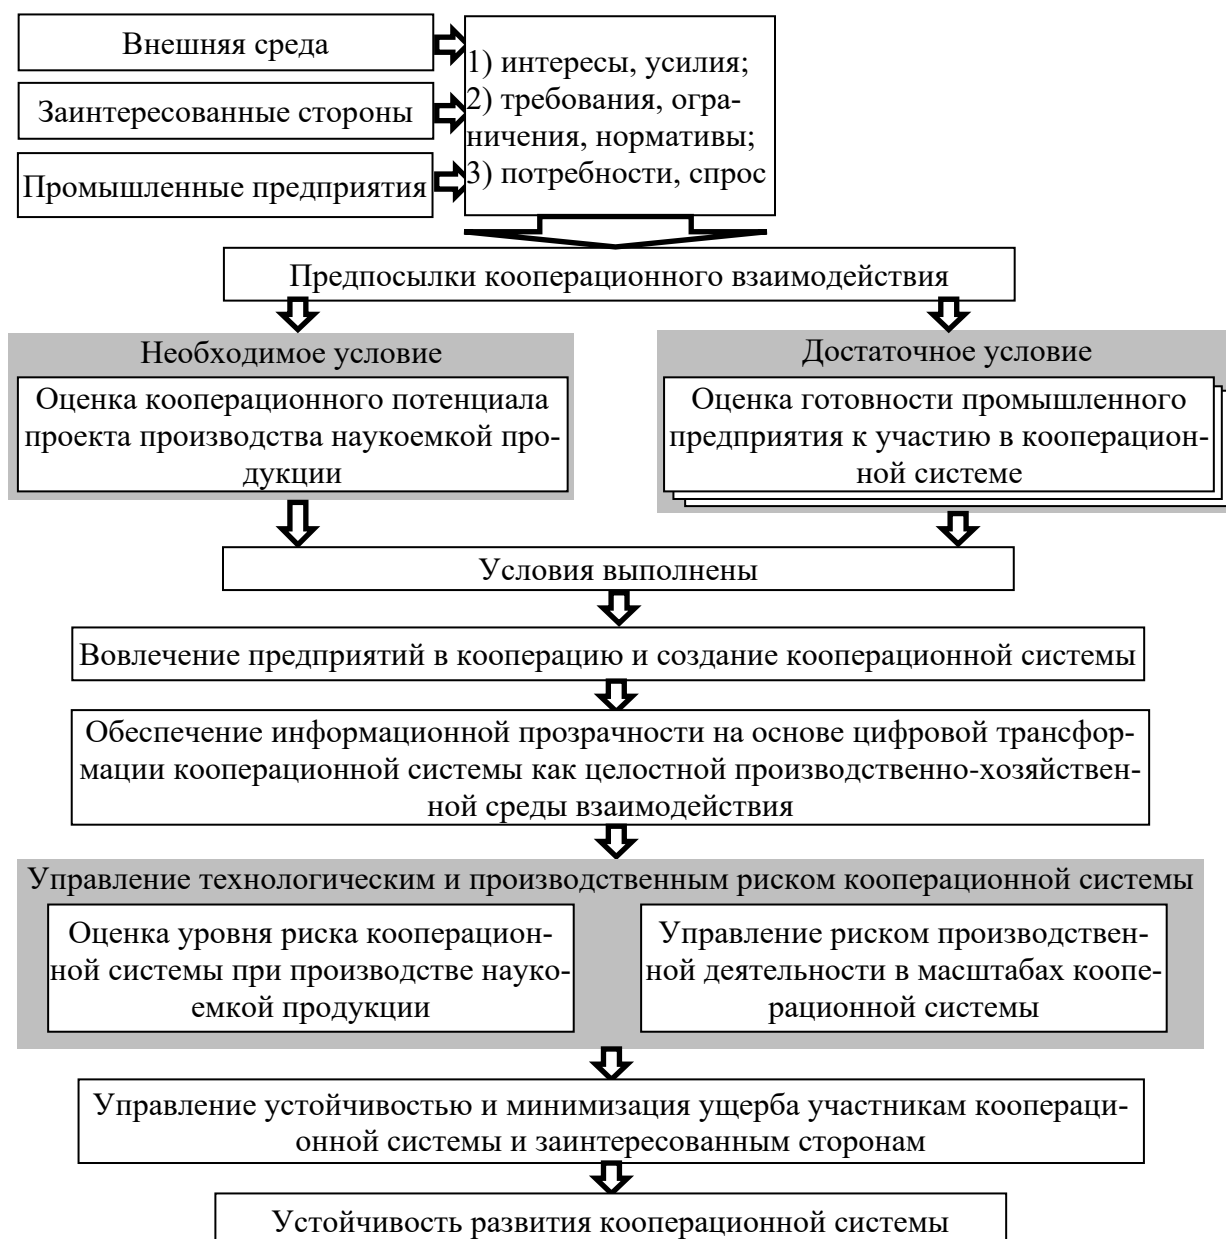 Внешняя среда
Заинтересованные стороны
Промышленные предприятия
1) интересы, усилия;
2) требования, огра-
ничения, нормативы;
3) потребности, спрос
Предпосылки кооперационного взаимодействия
Необходимое условие
Оценка кооперационного потенциала
проекта производства наукоемкой про-
дукции
Достаточное условие
Оценка готовности промышленного
предприятия к участию в кооперацион-
ной системе
Условия выполнены
Вовлечение предприятий в кооперацию и создание кооперационной системы
Обеспечение информационной прозрачности на основе цифровой трансфор-
мации кооперационной системы как целостной производственно-хозяйствен-
ной среды взаимодействия
Управление технологическим и производственным риском кооперационной системы
Оценка уровня риска кооперацион-
ной системы при производстве науко-
емкой продукции
Управление риском производствен-
ной деятельности в масштабах коопе-
рационной системы
Управление устойчивостью и минимизация ущерба участникам коопераци-
онной системы и заинтересованным сторонам
Устойчивость развития кооперационной системы